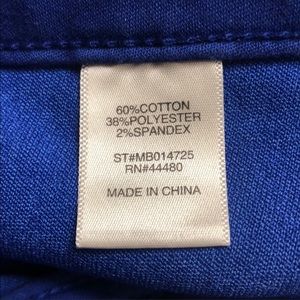 60%COTTON
38%POLYESTER
2%SPANDEX
ST#MB014725
RN#44480
MADE IN CHINA